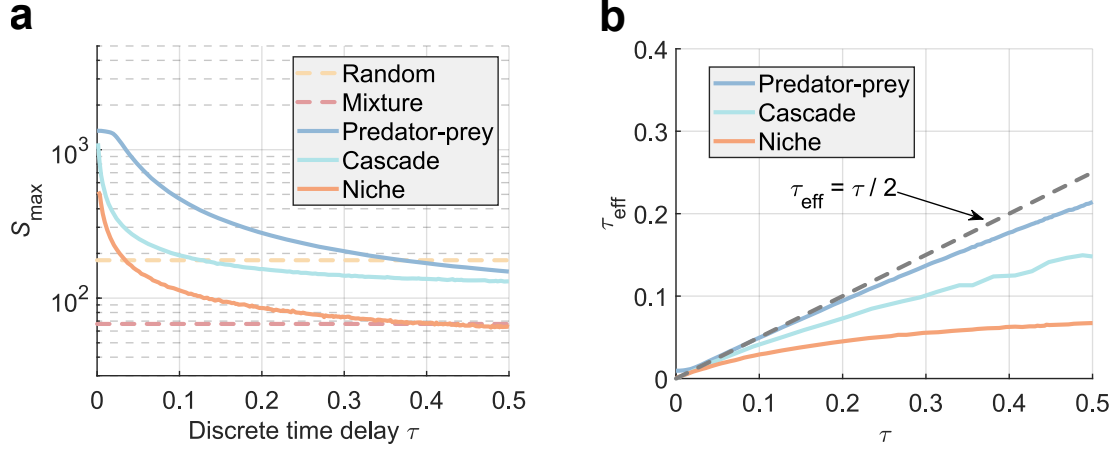 a
10³
10²
S_max
0
0.1
0.2
0.3
0.4
0.5
Discrete time delay τ
Random
Mixture
Predator-prey
Cascade
Niche
b
0.4
0.3
0.2
0.1
0
τ_eff
0
0.1
0.2
0.3
0.4
0.5
τ
Predator-prey
Cascade
Niche
τ_eff = τ / 2